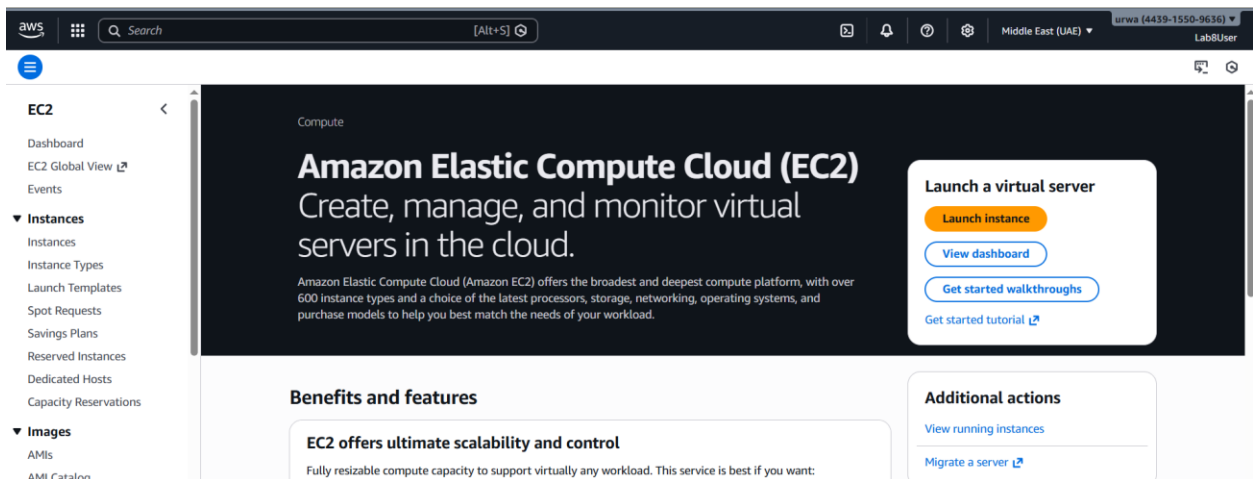 aws
Search
[Alt+S]
Middle East (UAE) ▼
urwa (4439-1550-9636) ▼
Lab8User
EC2
Dashboard
EC2 Global View
Events
▼ Instances
Instances
Instance Types
Launch Templates
Spot Requests
Savings Plans
Reserved Instances
Dedicated Hosts
Capacity Reservations
▼ Images
AMIs
AMI Catalog
Compute
Amazon Elastic Compute Cloud (EC2)
Create, manage, and monitor virtual
servers in the cloud.
Amazon Elastic Compute Cloud (Amazon EC2) offers the broadest and deepest compute platform, with over
600 instance types and a choice of the latest processors, storage, networking, operating systems, and
purchase models to help you best match the needs of your workload.
Launch a virtual server
Launch instance
View dashboard
Get started walkthroughs
Get started tutorial
Benefits and features
EC2 offers ultimate scalability and control
Fully resizable compute capacity to support virtually any workload. This service is best if you want:
Additional actions
View running instances
Migrate a server